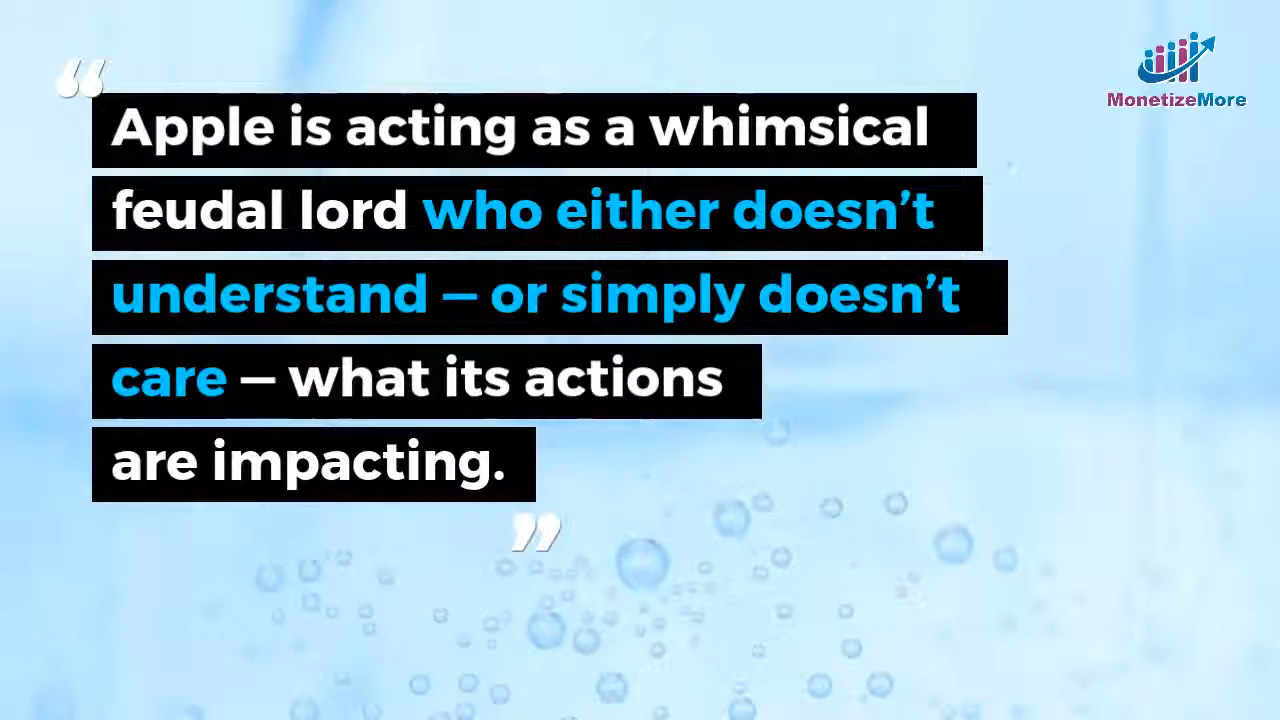 MonetizeMore
“
Apple is acting as a whimsical
feudal lord who either doesn’t
understand – or simply doesn’t
care – what its actions
are impacting.
”